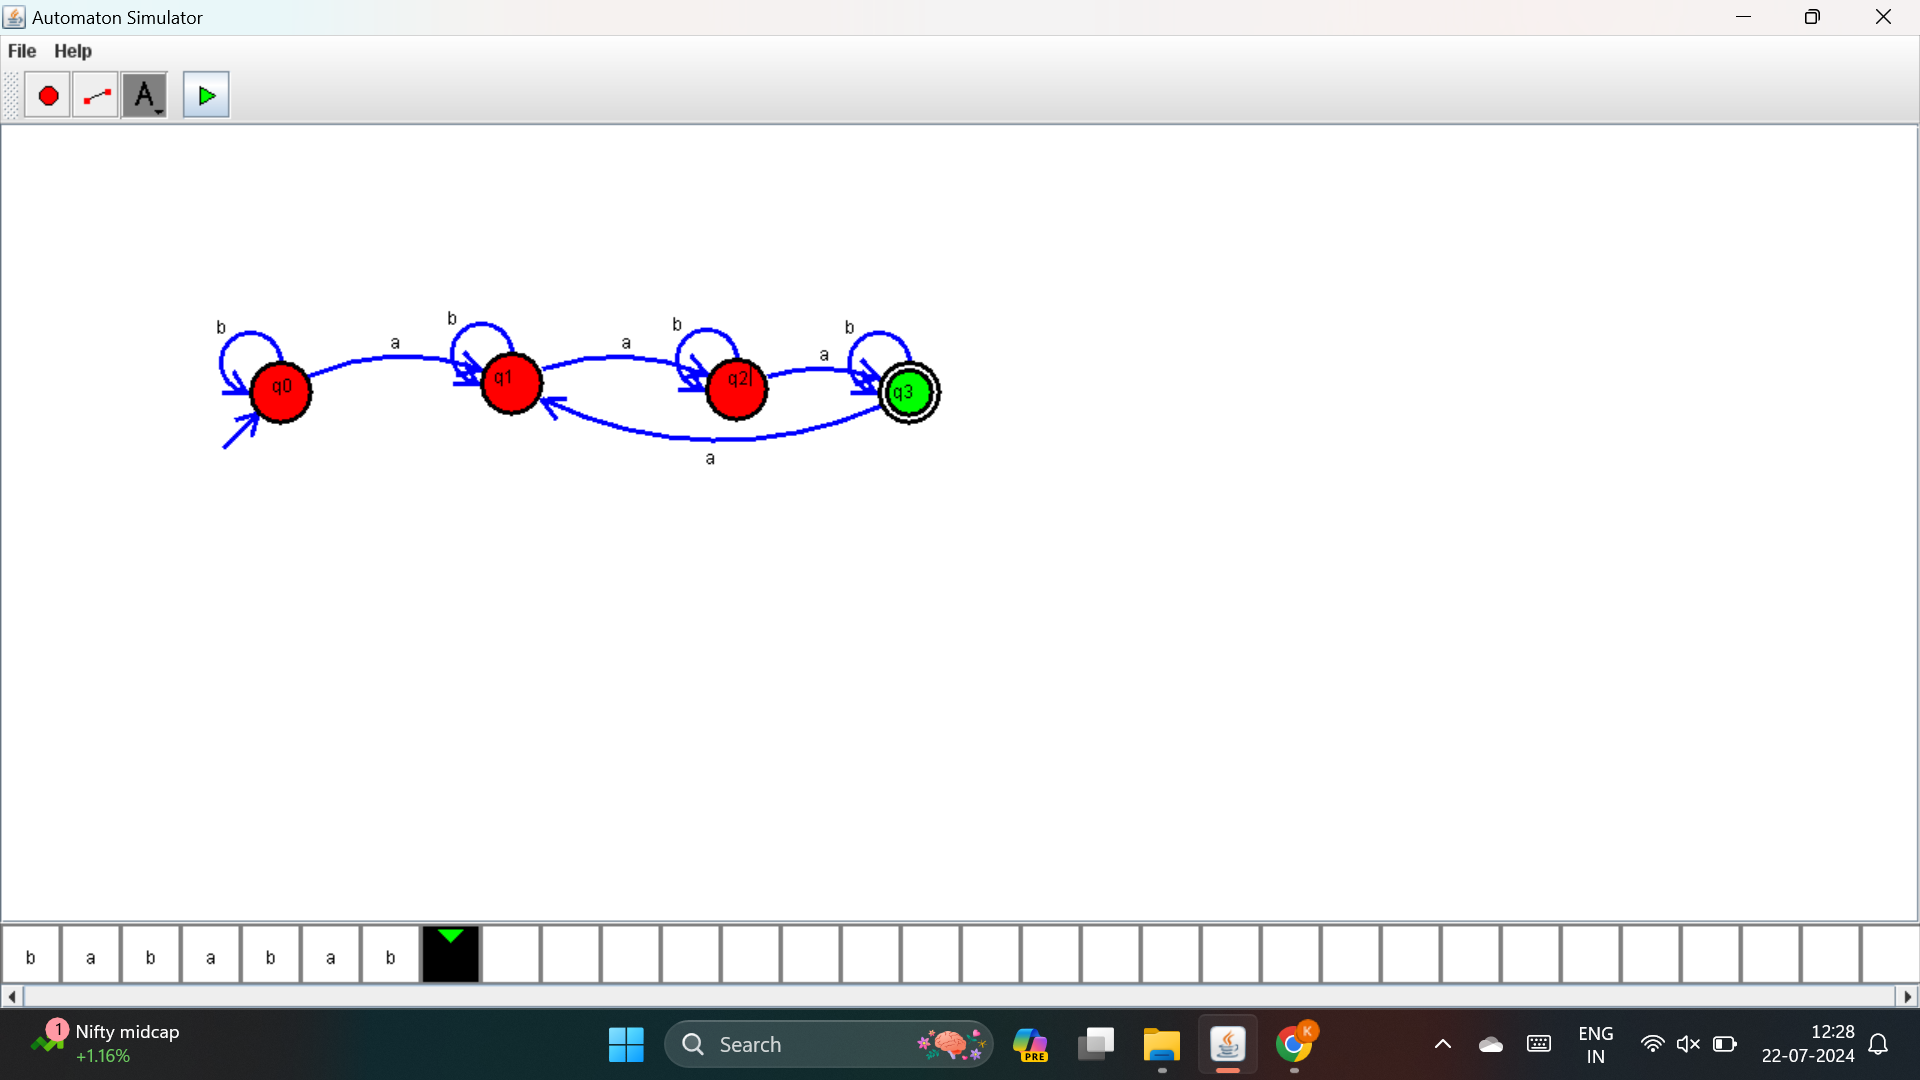 Automaton Simulator
File Help
A
b b b b
a a a
q0 q1 q2 q3
a
b a b a b a b
1 Nifty midcap
+1.16%
Search
PRE
K
ENG
IN
12:28
22-07-2024